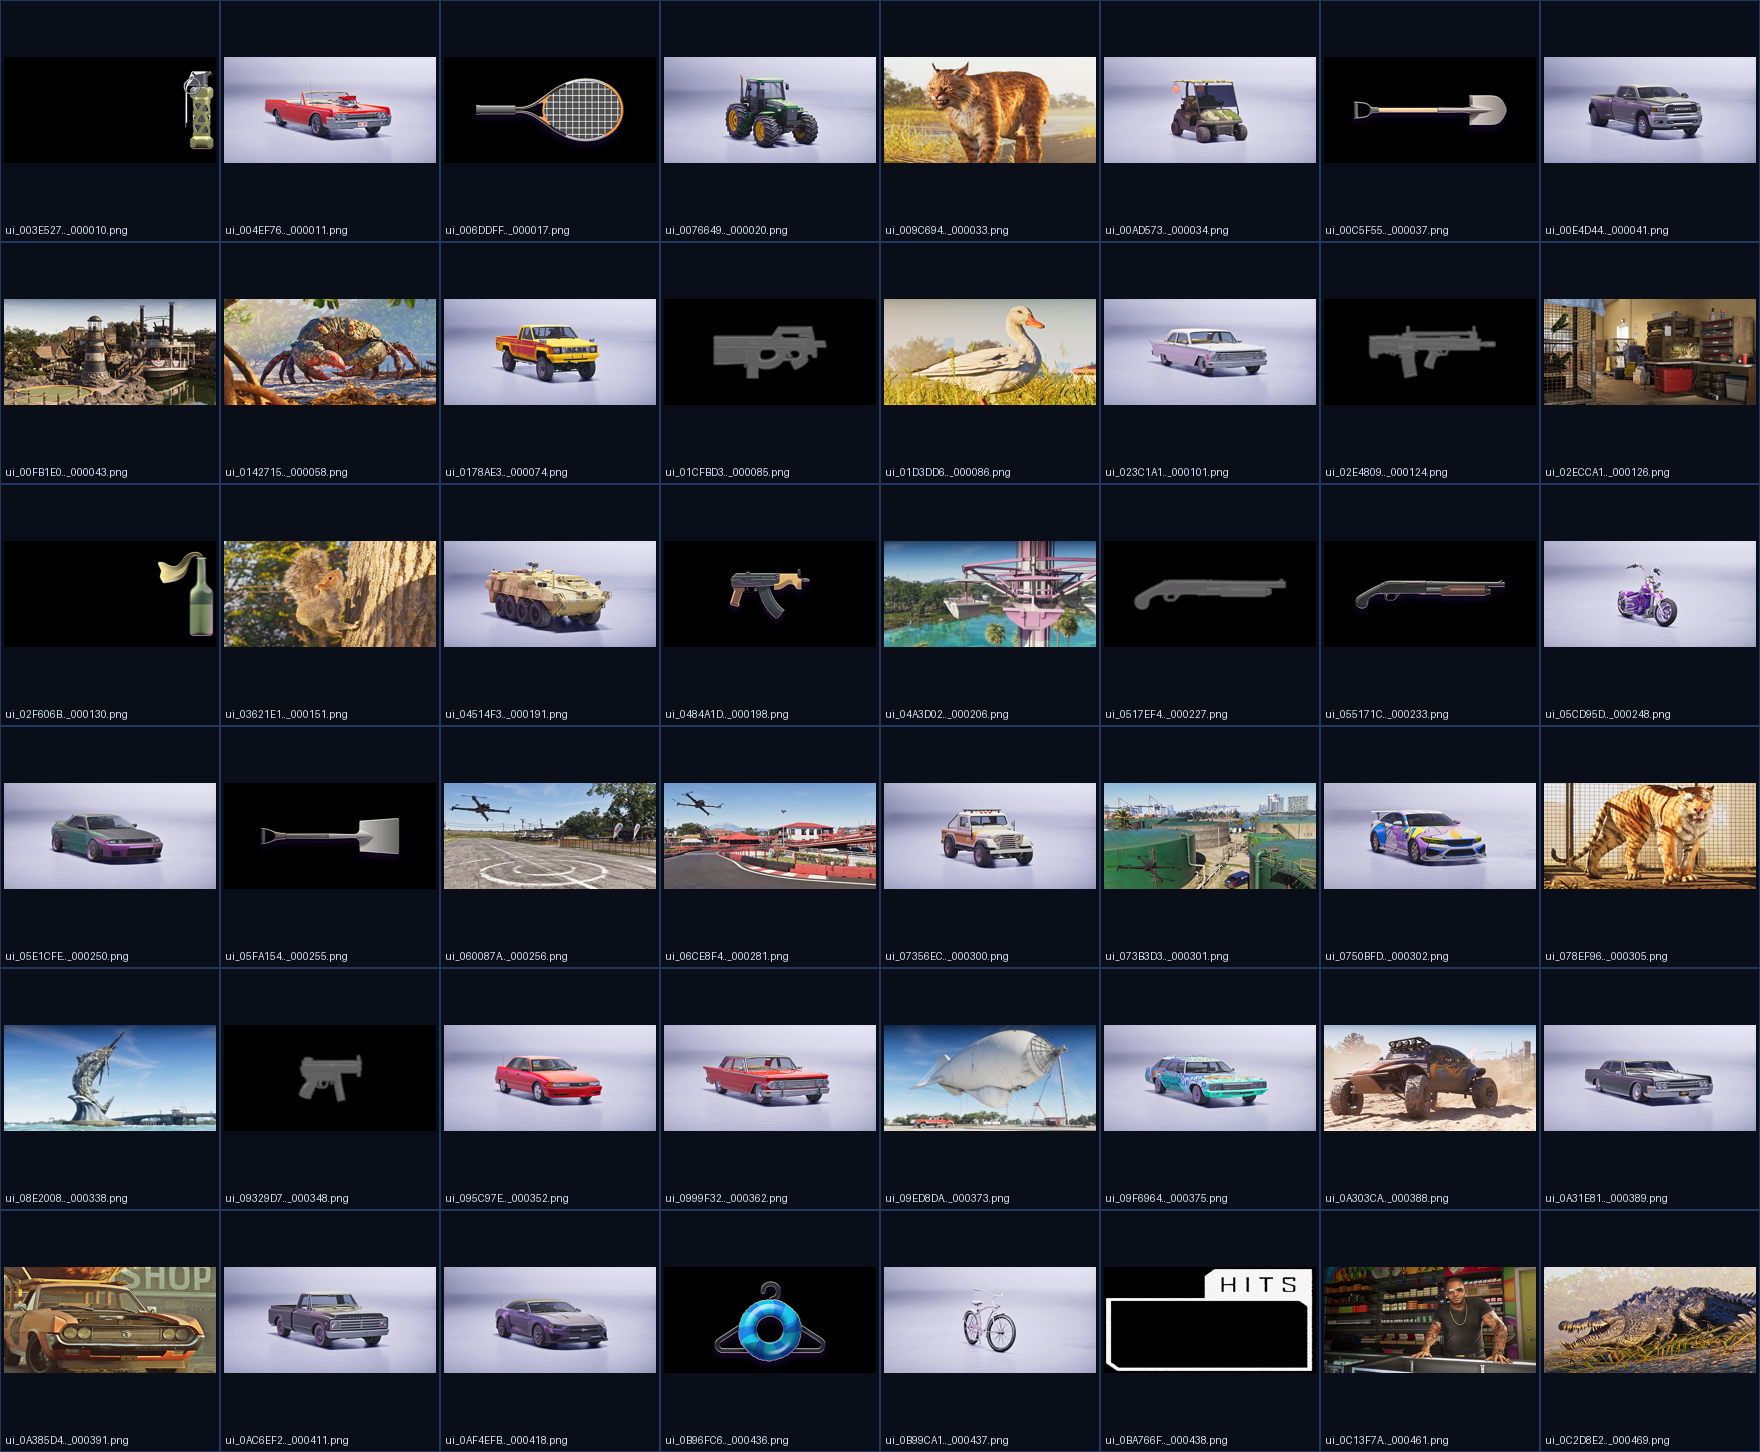 ui_003E527.._000010.png
ui_004EF76.._000011.png
ui_006DDFF.._000017.png
ui_0076649.._000020.png
ui_009C694.._000033.png
ui_00AD573.._000034.png
ui_00C5F55.._000037.png
ui_00E4D44.._000041.png
ui_00FB1E0.._000043.png
ui_0142715.._000058.png
ui_0178AE3.._000074.png
ui_01CFBD3.._000085.png
ui_01D3DD6.._000086.png
ui_023C1A1.._000101.png
ui_02E4809.._000124.png
ui_02ECCA1.._000126.png
ui_02F606B.._000130.png
ui_03621E1.._000151.png
ui_04514F3.._000191.png
ui_0484A1D.._000198.png
ui_04A3D02.._000206.png
ui_0517EF4.._000227.png
ui_055171C.._000233.png
ui_05CD95D.._000248.png
ui_05E1CFE.._000250.png
ui_05FA154.._000255.png
ui_060087A.._000256.png
ui_06CE8F4.._000281.png
ui_07356EC.._000300.png
ui_073B3D3.._000301.png
ui_0750BFD.._000302.png
ui_078EF96.._000305.png
ui_08E2008.._000338.png
ui_09329D7.._000348.png
ui_095C97E.._000352.png
ui_0999F32.._000362.png
ui_09ED8DA.._000373.png
ui_09F6964.._000375.png
ui_0A303CA.._000388.png
ui_0A31E81.._000389.png
SHOP
HITS
ui_0A385D4.._000391.png
ui_0AC6EF2.._000411.png
ui_0AF4EFB.._000418.png
ui_0B96FC6.._000436.png
ui_0B99CA1.._000437.png
ui_0BA766F.._000438.png
ui_0C13F7A.._000461.png
ui_0C2D8E2.._000469.png